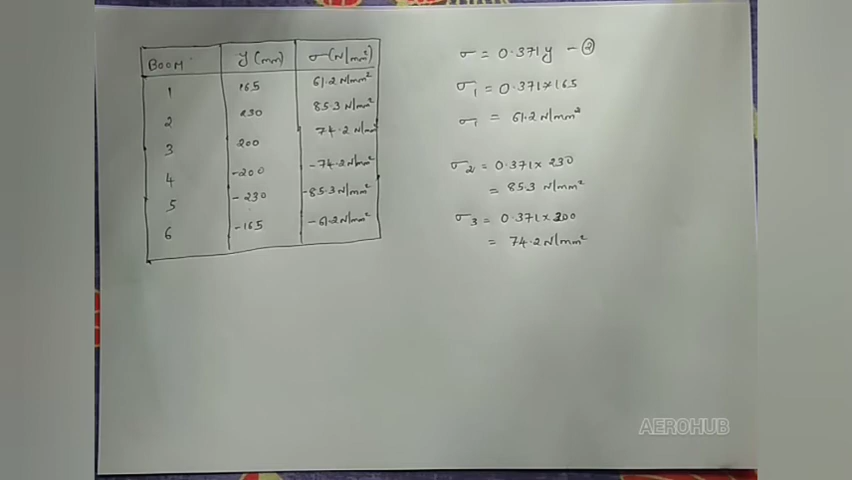 BOOM y (mm) σ (N/mm²)
1 165 61.2 N/mm²
2 230 85.3 N/mm²
3 200 74.2 N/mm²
4 -200 -74.2 N/mm²
5 -230 -85.3 N/mm²
6 -165 -61.2 N/mm²
σ = 0.371y - ②
σ₁ = 0.371×165
σ₁ = 61.2 N/mm²
σ₂ = 0.371× 230
= 85.3 N/mm²
σ₃ = 0.371× 200
= 74.2 N/mm²
AEROHUB